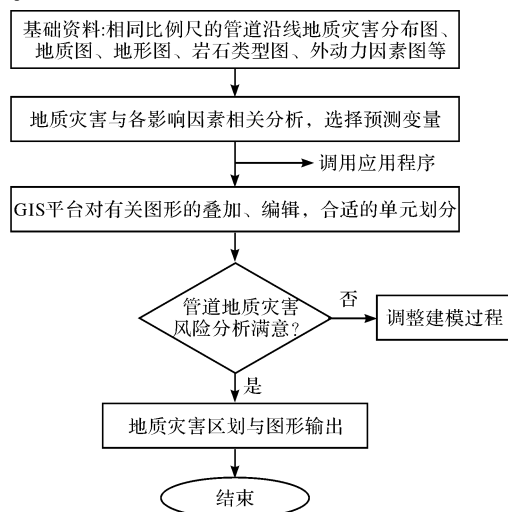 基础资料:相同比例尺的管道沿线地质灾害分布图、
地质图、地形图、岩石类型图、外动力因素图等
地质灾害与各影响因素相关分析，选择预测变量
调用应用程序
GIS平台对有关图形的叠加、编辑，合适的单元划分
管道地质灾害
风险分析满意?
否
调整建模过程
是
地质灾害区划与图形输出
结束